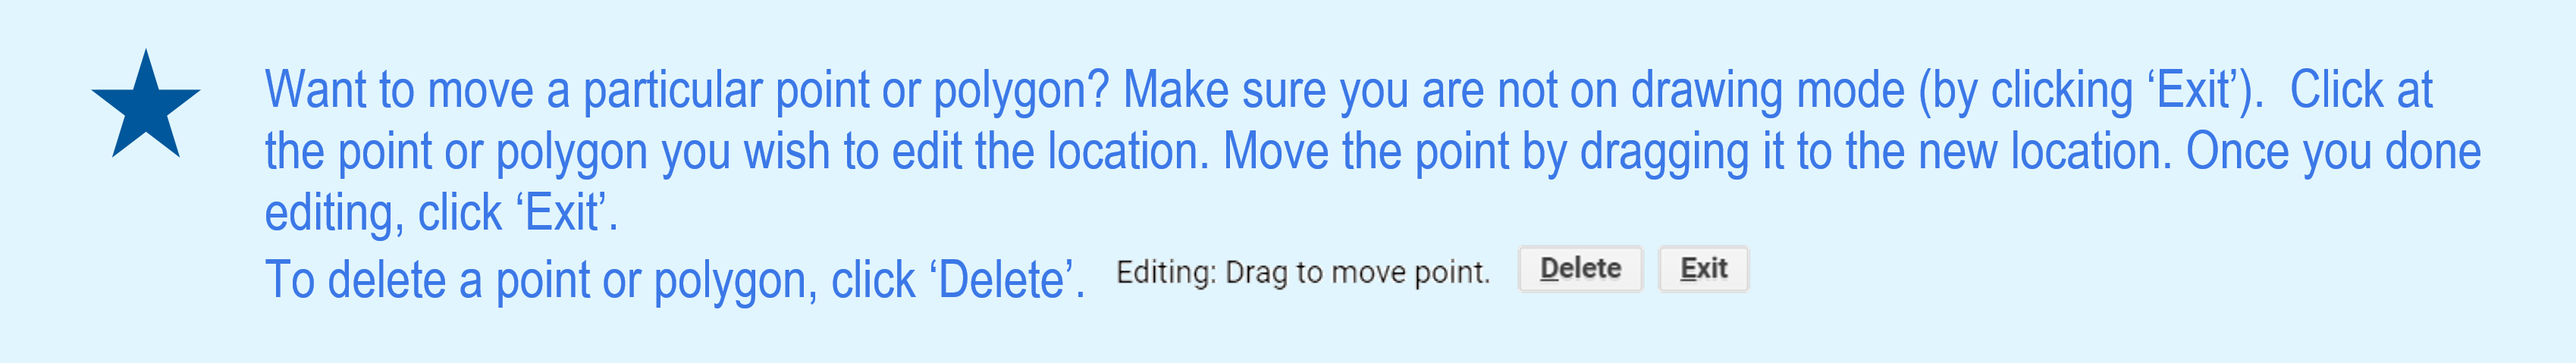 Want to move a particular point or polygon? Make sure you are not on drawing mode (by clicking ‘Exit’).  Click at
the point or polygon you wish to edit the location. Move the point by dragging it to the new location. Once you done
editing, click ‘Exit’.
To delete a point or polygon, click ‘Delete’. Editing: Drag to move point. Delete Exit